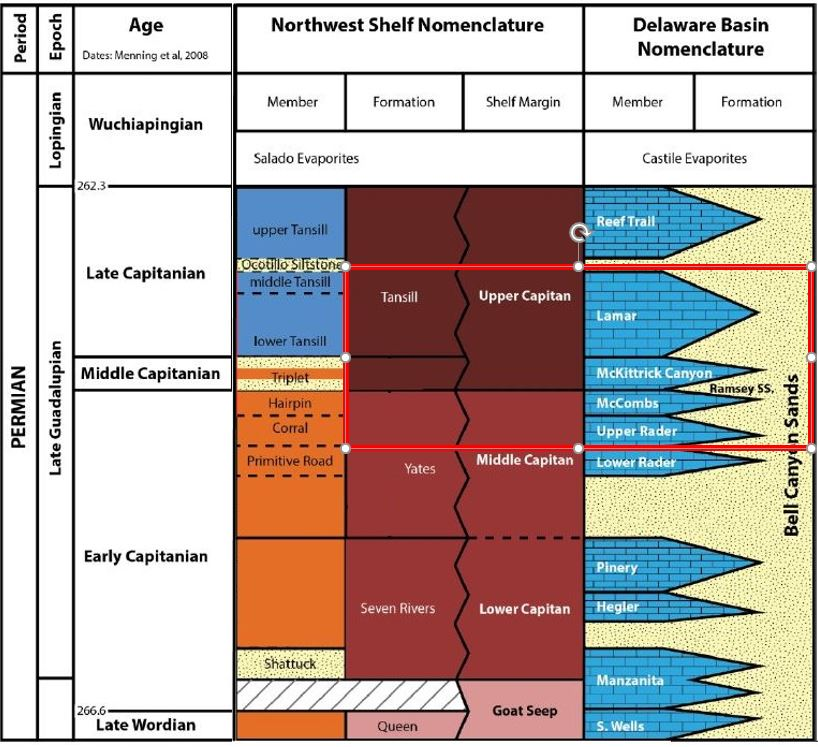 Period
Epoch
Age
Dates: Menning et al, 2008
Northwest Shelf Nomenclature
Delaware Basin
Nomenclature
Member
Formation
Shelf Margin
Member
Formation
PERMIAN
Lopingian
Wuchiapingian
Salado Evaporites
Castile Evaporites
262.3
Late Guadalupian
Late Capitanian
upper Tansill
Ocotillo Siltstone
middle Tansill
lower Tansill
Tansill
Upper Capitan
Reef Trail
Lamar
Middle Capitanian
Triplet
McKittrick Canyon
Ramsey SS.
Hairpin
McCombs
Corral
Upper Rader
Primitive Road
Yates
Middle Capitan
Lower Rader
Bell Canyon Sands
Early Capitanian
Pinery
Seven Rivers
Lower Capitan
Hegler
Shattuck
Manzanita
266.6
Goat Seep
Late Wordian
Queen
S. Wells